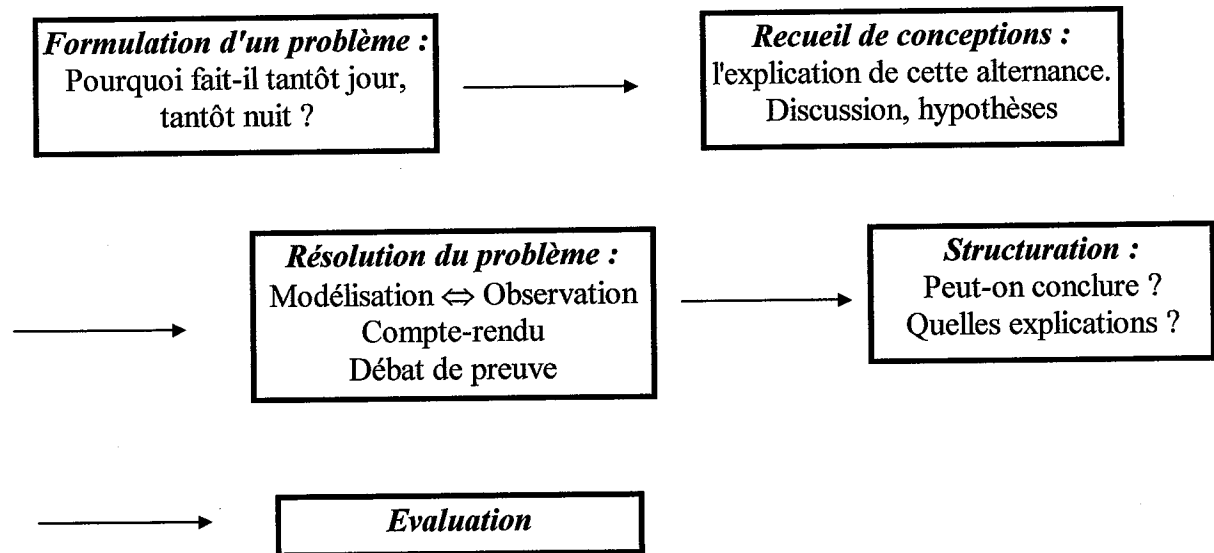 Formulation d'un problème :
Pourquoi fait-il tantôt jour,
tantôt nuit ?
Recueil de conceptions :
l'explication de cette alternance.
Discussion, hypothèses
Résolution du problème :
Modélisation ⇔ Observation
Compte-rendu
Débat de preuve
Structuration :
Peut-on conclure ?
Quelles explications ?
Evaluation